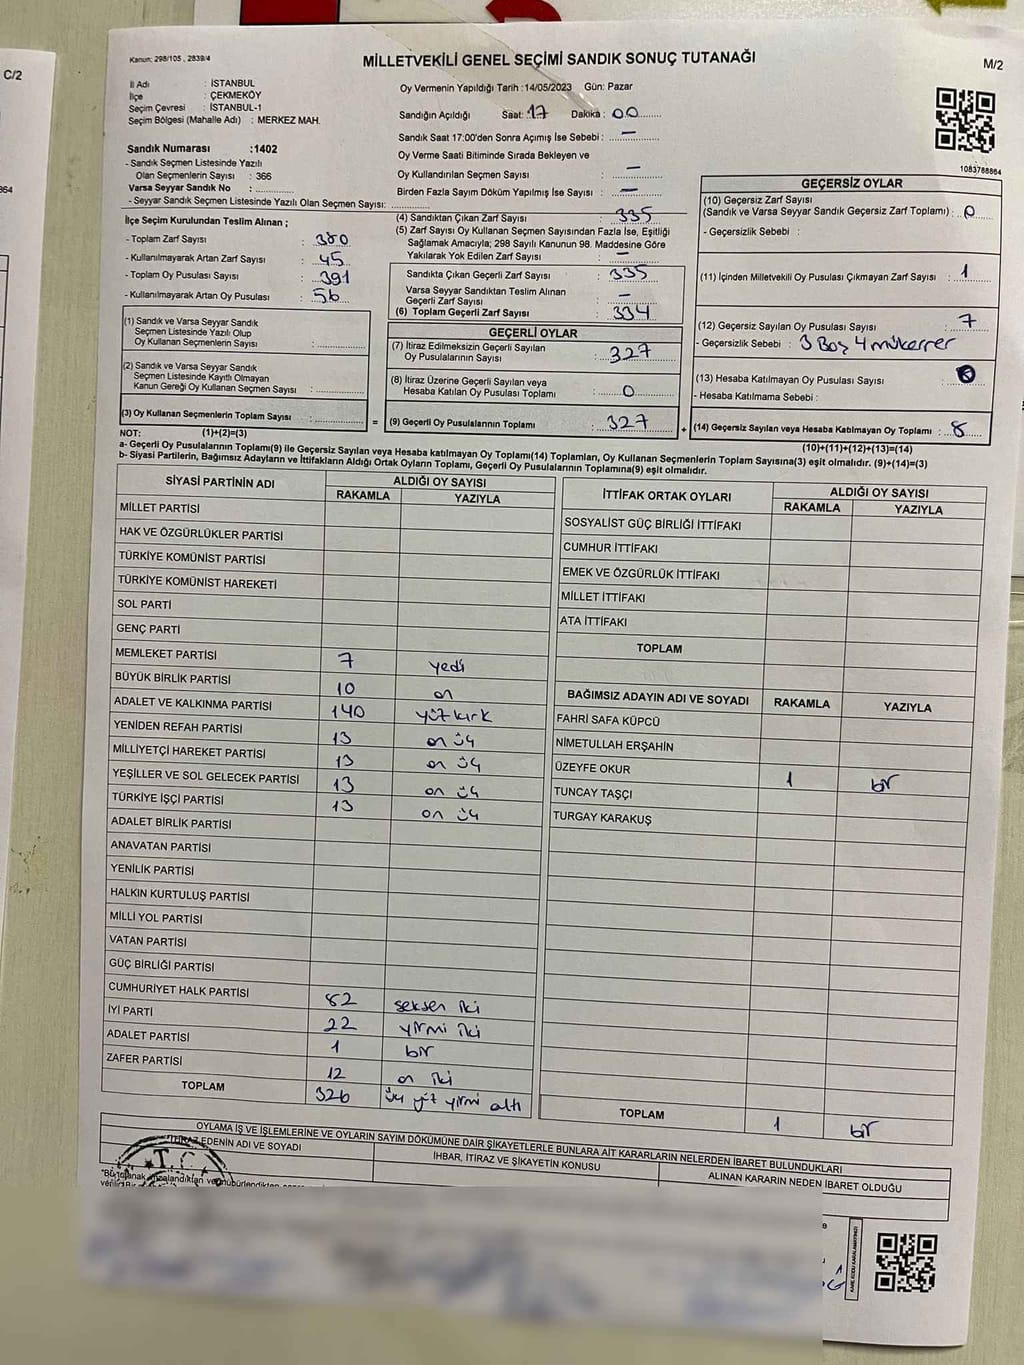 C/2
Kanun: 298/105 , 2839/4
MİLLETVEKİLİ GENEL SEÇİMİ SANDIK SONUÇ TUTANAĞI
M/2
İl Adı : İSTANBUL
İlçe : ÇEKMEKÖY
Seçim Çevresi : İSTANBUL-1
Seçim Bölgesi (Mahalle Adı) : MERKEZ MAH.
Oy Vermenin Yapıldığı Tarih :14/05/2023 Gün: Pazar
Sandığın Açıldığı Saat: 17 Dakika : 00
Sandık Saat 17:00'den Sonra Açımış İse Sebebi : —
Oy Verme Saati Bitiminde Sırada Bekleyen ve
Oy Kullandırılan Seçmen Sayısı : —
Birden Fazla Sayım Döküm Yapılmış İse Sayısı : —
1083788864
Sandık Numarası :1402
- Sandık Seçmen Listesinde Yazılı
Olan Seçmenlerin Sayısı : 366
Varsa Seyyar Sandık No :
- Seyyar Sandık Seçmen Listesinde Yazılı Olan Seçmen Sayısı:
İlçe Seçim Kurulundan Teslim Alınan ;
- Toplam Zarf Sayısı : 380
- Kullanılmayarak Artan Zarf Sayısı : 45
- Toplam Oy Pusulası Sayısı : 391
- Kullanılmayarak Artan Oy Pusulası : 56
(1) Sandık ve Varsa Seyyar Sandık
Seçmen Listesinde Yazılı Olup
Oy Kullanan Seçmenlerin Sayısı :
(2) Sandık ve Varsa Seyyar Sandık
Seçmen Listesinde Kayıtlı Olmayan
Kanun Gereği Oy Kullanan Seçmen Sayısı :
(3) Oy Kullanan Seçmenlerin Toplam Sayısı :
(4) Sandıktan Çıkan Zarf Sayısı : 335
(5) Zarf Sayısı Oy Kullanan Seçmen Sayısından Fazla İse, Eşitliği
Sağlamak Amacıyla; 298 Sayılı Kanunun 98. Maddesine Göre
Yakılarak Yok Edilen Zarf Sayısı : —
Sandıkta Çıkan Geçerli Zarf Sayısı : 335
Varsa Seyyar Sandıktan Teslim Alınan
Geçerli Zarf Sayısı : —
(6) Toplam Geçerli Zarf Sayısı : 334
GEÇERLİ OYLAR
(7) İtiraz Edilmeksizin Geçerli Sayılan
Oy Pusulalarının Sayısı : 327
(8) İtiraz Üzerine Geçerli Sayılan veya
Hesaba Katılan Oy Pusulası Toplamı : 0
= (9) Geçerli Oy Pusulalarının Toplamı : 327 +
GEÇERSİZ OYLAR
(10) Geçersiz Zarf Sayısı
(Sandık ve Varsa Seyyar Sandık Geçersiz Zarf Toplamı) : 0
- Geçersizlik Sebebi :
(11) İçinden Milletvekili Oy Pusulası Çıkmayan Zarf Sayısı : 1
(12) Geçersiz Sayılan Oy Pusulası Sayısı : 7
- Geçersizlik Sebebi : 3 Boş 4 mükerrer
(13) Hesaba Katılmayan Oy Pusulası Sayısı :
- Hesaba Katılmama Sebebi :
(14) Geçersiz Sayılan veya Hesaba Katılmayan Oy Toplamı : 8
NOT: (1)+(2)=(3)
(10)+(11)+(12)+(13)=(14)
a- Geçerli Oy Pusulaları Toplamı(9) ile Geçersiz Sayılan veya Hesaba katılmayan Oy Toplamı(14) Toplamları, Oy Kullanan Seçmenlerin Toplam Sayısına(3) eşit olmalıdır. (9)+(14)=(3)
b- Siyasi Partilerin, Bağımsız Adayların ve İttifakların Aldığı Ortak Oyların Toplamı, Geçerli Oy Pusulalarının Toplamına(9) eşit olmalıdır.
SİYASİ PARTİNİN ADI ALDIĞI OY SAYISI
RAKAMLA YAZIYLA
MİLLET PARTİSİ
HAK VE ÖZGÜRLÜKLER PARTİSİ
TÜRKİYE KOMÜNİST PARTİSİ
TÜRKİYE KOMÜNİST HAREKETİ
SOL PARTİ
GENÇ PARTİ
MEMLEKET PARTİSİ 7 yedi
BÜYÜK BİRLİK PARTİSİ 10 on
ADALET VE KALKINMA PARTİSİ 140 yüz kırk
YENİDEN REFAH PARTİSİ 13 on üç
MİLLİYETÇİ HAREKET PARTİSİ 13 on üç
YEŞİLLER VE SOL GELECEK PARTİSİ 13 on üç
TÜRKİYE İŞÇİ PARTİSİ 13 on üç
ADALET BİRLİK PARTİSİ
ANAVATAN PARTİSİ
YENİLİK PARTİSİ
HALKIN KURTULUŞ PARTİSİ
MİLLİ YOL PARTİSİ
VATAN PARTİSİ
GÜÇ BİRLİĞİ PARTİSİ
CUMHURİYET HALK PARTİSİ 82 seksen iki
İYİ PARTİ 22 yirmi iki
ADALET PARTİSİ 1 bir
ZAFER PARTİSİ 12 on iki
TOPLAM 326 üç yüz yirmi altı
İTTİFAK ORTAK OYLARI ALDIĞI OY SAYISI
RAKAMLA YAZIYLA
SOSYALİST GÜÇ BİRLİĞİ İTTİFAKI
CUMHUR İTTİFAKI
EMEK VE ÖZGÜRLÜK İTTİFAKI
MİLLET İTTİFAKI
ATA İTTİFAKI
TOPLAM
BAĞIMSIZ ADAYIN ADI VE SOYADI RAKAMLA YAZIYLA
FAHRİ SAFA KÜPCÜ
NİMETULLAH ERŞAHİN
ÜZEYFE OKUR 1 bir
TUNCAY TAŞÇI
TURGAY KARAKUŞ
TOPLAM 1 bir
OYLAMA İŞ VE İŞLEMLERİNE VE OYLARIN SAYIM DÖKÜMÜNE DAİR ŞİKAYETLERLE BUNLARA AİT KARARLARIN NELERDEN İBARET BULUNDUKLARI
EDENİN ADI VE SOYADI İHBAR, İTİRAZ VE ŞİKAYETİN KONUSU ALINAN KARARIN NEDEN İBARET OLDUĞU
T.C.